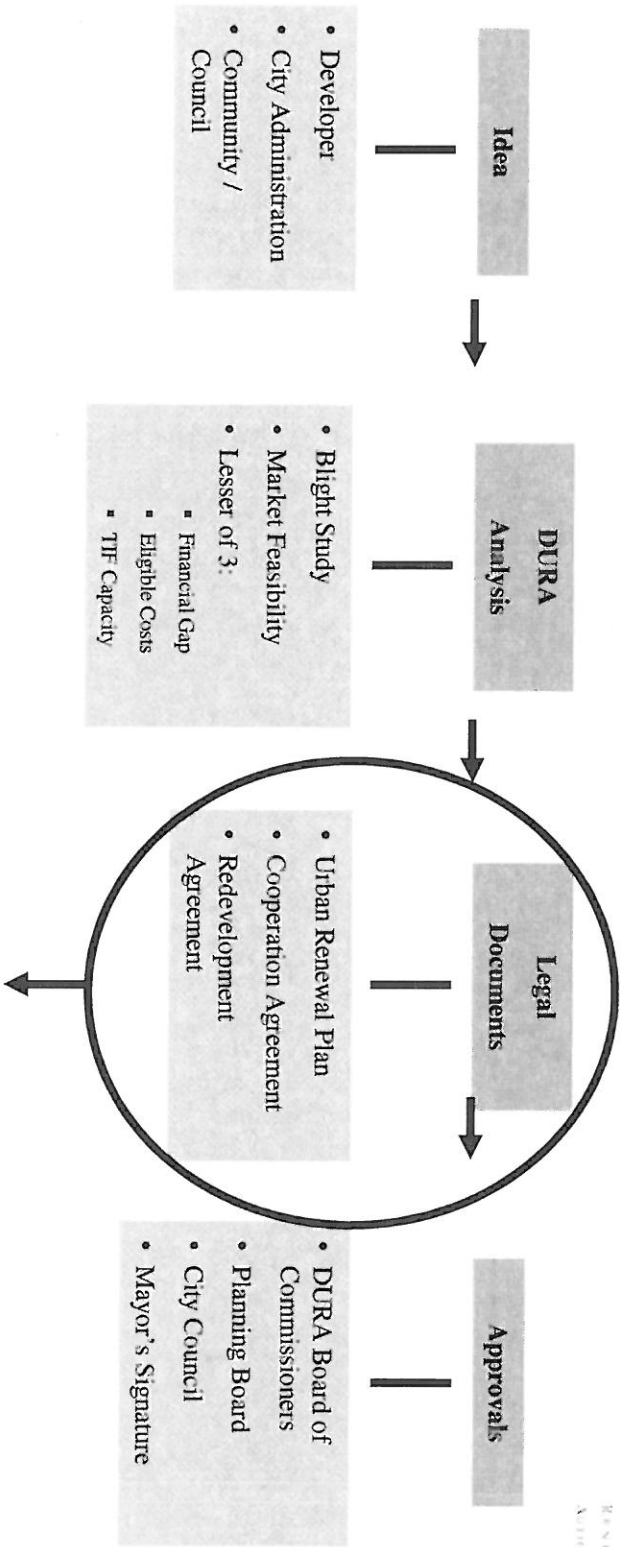 Idea
• Developer
• City Administration
• Community /
Council
DURA
Analysis
• Blight Study
• Market Feasibility
• Lesser of 3:
▪ Financial Gap
▪ Eligible Costs
▪ TIF Capacity
Legal
Documents
• Urban Renewal Plan
• Cooperation Agreement
• Redevelopment
Agreement
Approvals
• DURA Board of
Commissioners
• Planning Board
• City Council
• Mayor's Signature